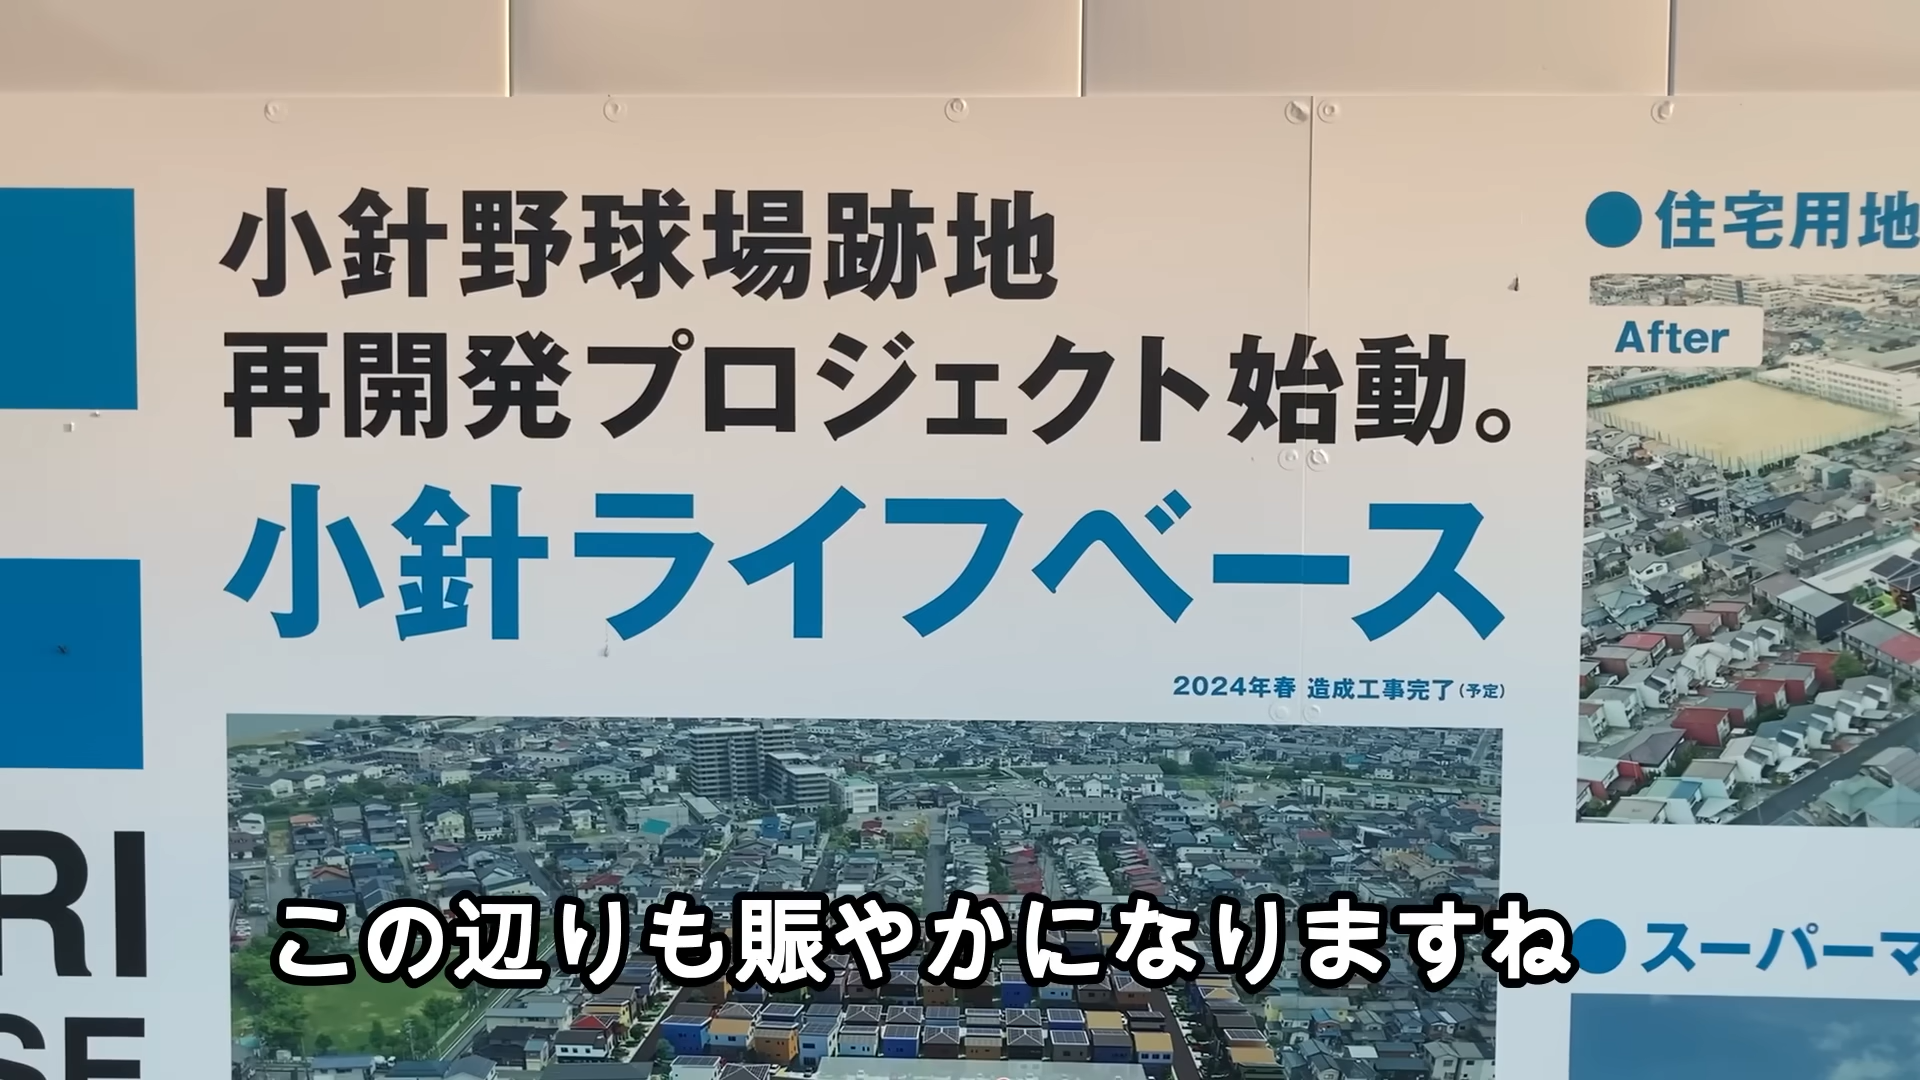 小針野球場跡地
再開発プロジェクト始動。
小針ライフベース
2024年春 造成工事完了(予定)
●住宅用地
After
●スーパーマ
RI
SE
この辺りも賑やかになりますね